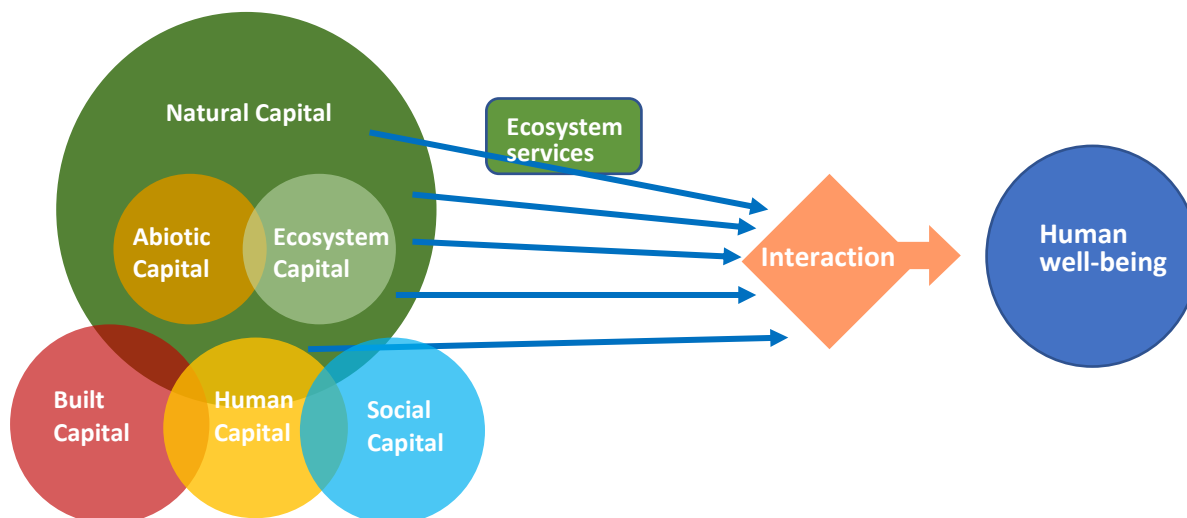 Natural Capital
Ecosystem
services
Abiotic
Capital
Ecosystem
Capital
Interaction
Human
well-being
Built
Capital
Human
Capital
Social
Capital